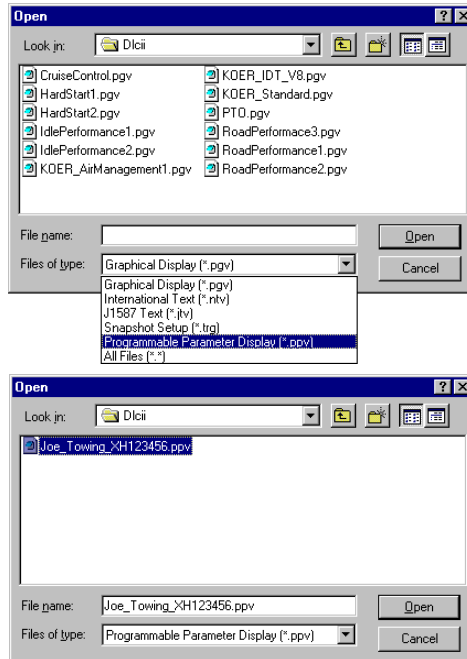 Open
Look in: Dlcii
CruiseControl.pgv KOER_IDT_V8.pgv
HardStart1.pgv KOER_Standard.pgv
HardStart2.pgv PTO.pgv
IdlePerformance1.pgv RoadPerformace3.pgv
IdlePerformance2.pgv RoadPerformance1.pgv
KOER_AirManagement1.pgv RoadPerformance2.pgv
File name: Open
Files of type: Graphical Display (*.pgv) Cancel
Graphical Display (*.pgv)
International Text (*.ntv)
J1587 Text (*.jtv)
Snapshot Setup (*.trg)
Programmable Parameter Display (*.ppv)
All Files (*.*)
Open
Look in: Dlcii
Joe_Towing_XH123456.ppv
File name: Joe_Towing_XH123456.ppv Open
Files of type: Programmable Parameter Display (*.ppv) Cancel